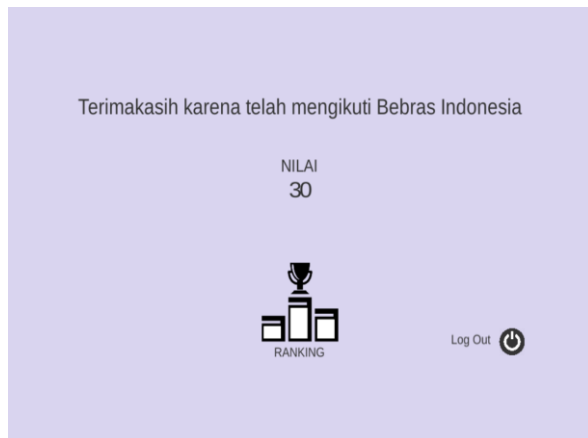 Terimakasih karena telah mengikuti Bebras Indonesia
NILAI
30
RANKING
Log Out